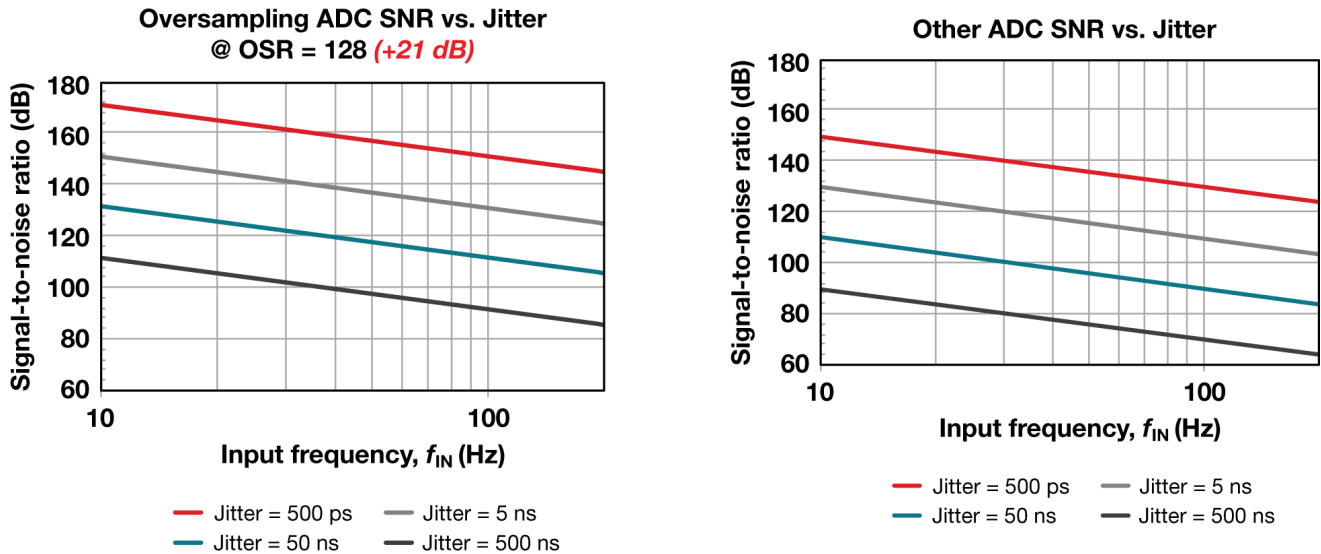 Oversampling ADC SNR vs. Jitter
@ OSR = 128 (+21 dB)
Signal-to-noise ratio (dB)
180
160
140
120
100
80
60
10
100
Input frequency, fIN (Hz)
Jitter = 500 ps
Jitter = 5 ns
Jitter = 50 ns
Jitter = 500 ns
Other ADC SNR vs. Jitter
Signal-to-noise ratio (dB)
180
160
140
120
100
80
60
10
100
Input frequency, fIN (Hz)
Jitter = 500 ps
Jitter = 5 ns
Jitter = 50 ns
Jitter = 500 ns